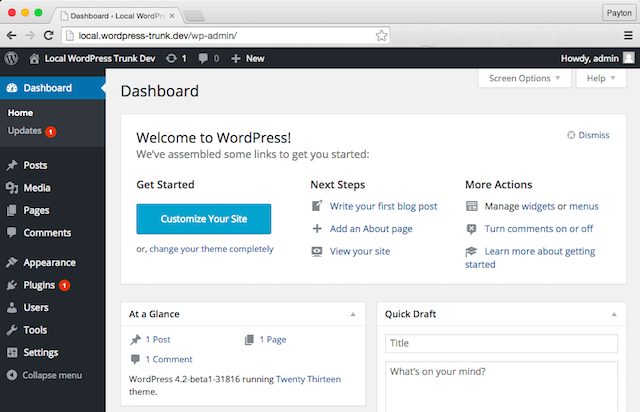 Dashboard ‹ Local WordPre
Payton
local.wordpress-trunk.dev/wp-admin/
Local WordPress Trunk Dev 1 0 New Howdy, admin
Dashboard
Home
Updates 1
Posts
Media
Pages
Comments
Appearance
Plugins 1
Users
Tools
Settings
Collapse menu
Screen Options Help
Dashboard
Welcome to WordPress!
Dismiss
We've assembled some links to get you started:
Get Started
Customize Your Site
or, change your theme completely
Next Steps
Write your first blog post
Add an About page
View your site
More Actions
Manage widgets or menus
Turn comments on or off
Learn more about getting
started
At a Glance
1 Post 1 Page
1 Comment
WordPress 4.2-beta1-31816 running Twenty Thirteen
theme.
Quick Draft
Title
What's on your mind?